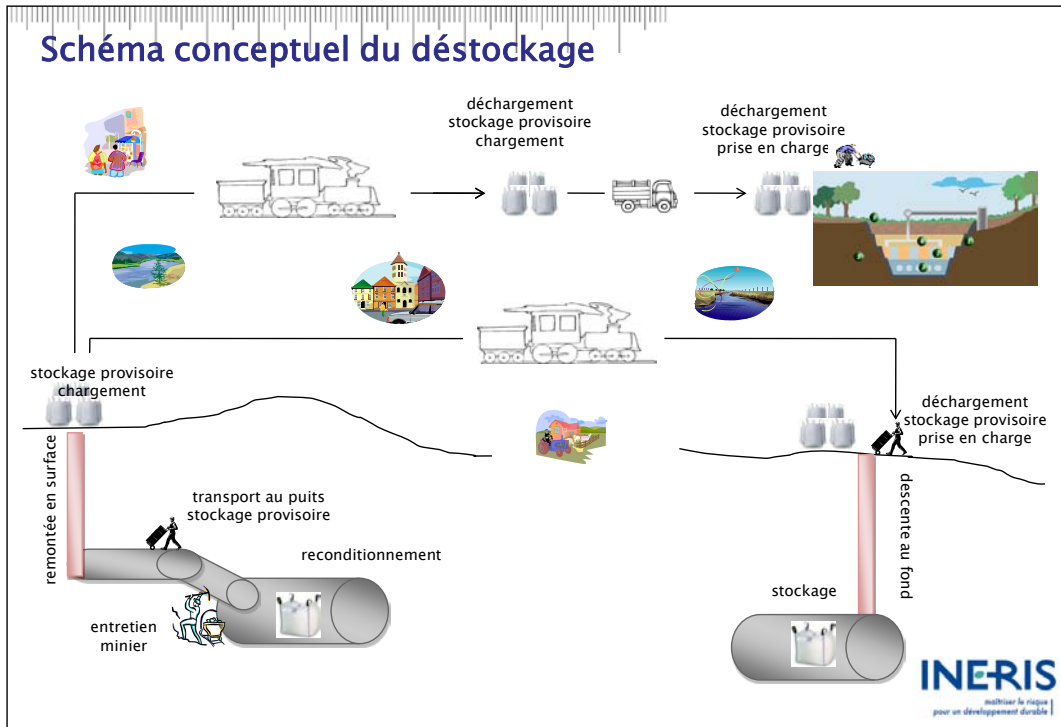 Schéma conceptuel du déstockage
déchargement
stockage provisoire
chargement
déchargement
stockage provisoire
prise en charge
stockage provisoire
chargement
déchargement
stockage provisoire
prise en charge
remontée en surface
transport au puits
stockage provisoire
reconditionnement
descente au fond
stockage
entretien
minier
INERIS
maîtriser le risque
pour un développement durable